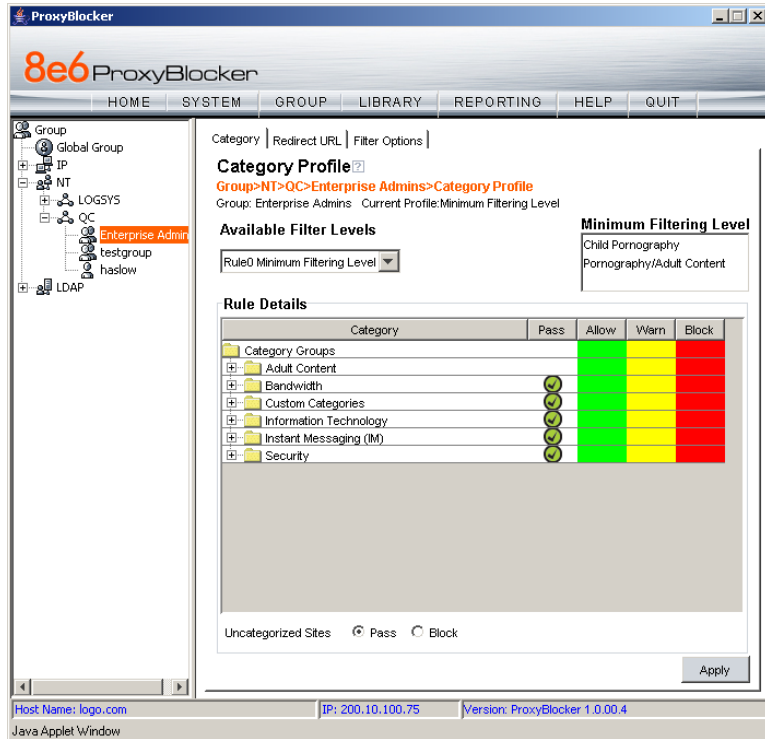 ProxyBlocker
8e6 ProxyBlocker
HOME SYSTEM GROUP LIBRARY REPORTING HELP QUIT
Group
Global Group
IP
NT
LOGSYS
QC
Enterprise Admin
testgroup
haslow
LDAP
Category Redirect URL Filter Options
Category Profile ?
Group>NT>QC>Enterprise Admins>Category Profile
Group: Enterprise Admins Current Profile:Minimum Filtering Level
Available Filter Levels
Rule0 Minimum Filtering Level
Minimum Filtering Level
Child Pornography
Pornography/Adult Content
Rule Details
Category Pass Allow Warn Block
Category Groups
Adult Content
Bandwidth
Custom Categories
Information Technology
Instant Messaging (IM)
Security
Uncategorized Sites Pass Block
Apply
Host Name: logo.com IP: 200.10.100.75 Version: ProxyBlocker 1.0.00.4
Java Applet Window